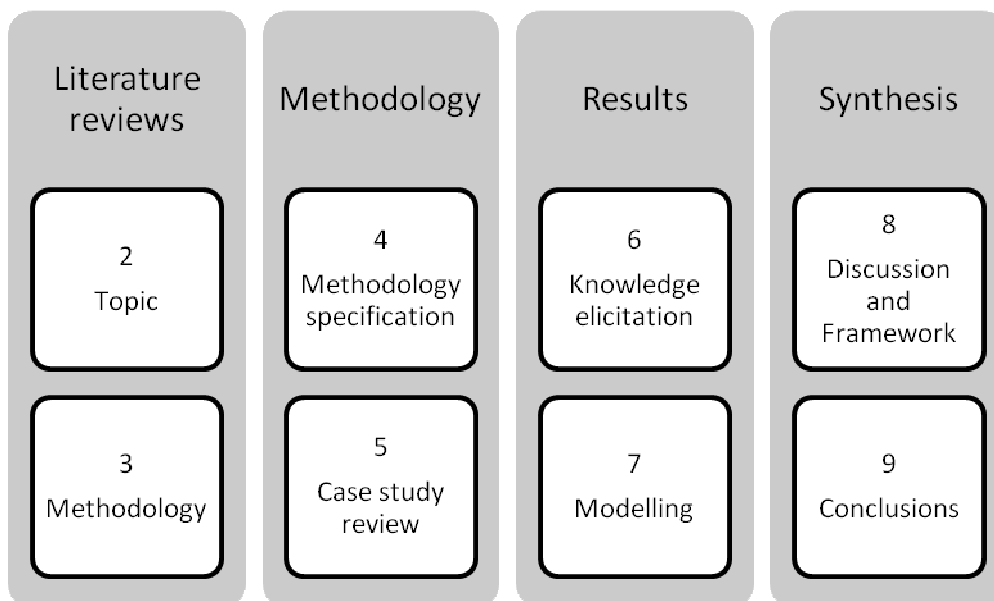 Literature
reviews
2
Topic
3
Methodology
Methodology
4
Methodology
specification
5
Case study
review
Results
6
Knowledge
elicitation
7
Modelling
Synthesis
8
Discussion
and
Framework
9
Conclusions